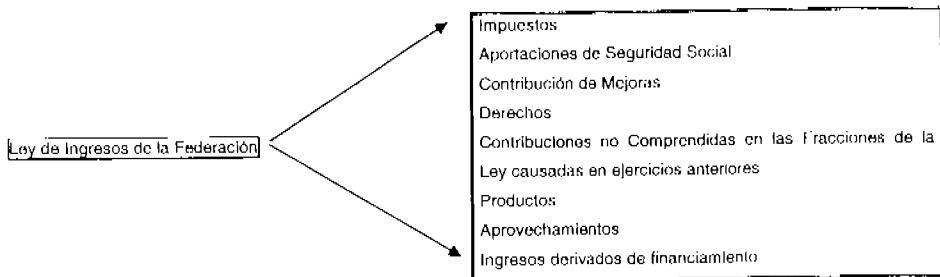 Ley de Ingresos de la Federación
Impuestos
Aportaciones de Seguridad Social
Contribución de Mejoras
Derechos
Contribuciones no Comprendidas en las Fracciones de la
Ley causadas en ejercicios anteriores
Productos
Aprovechamientos
Ingresos derivados de financiamiento